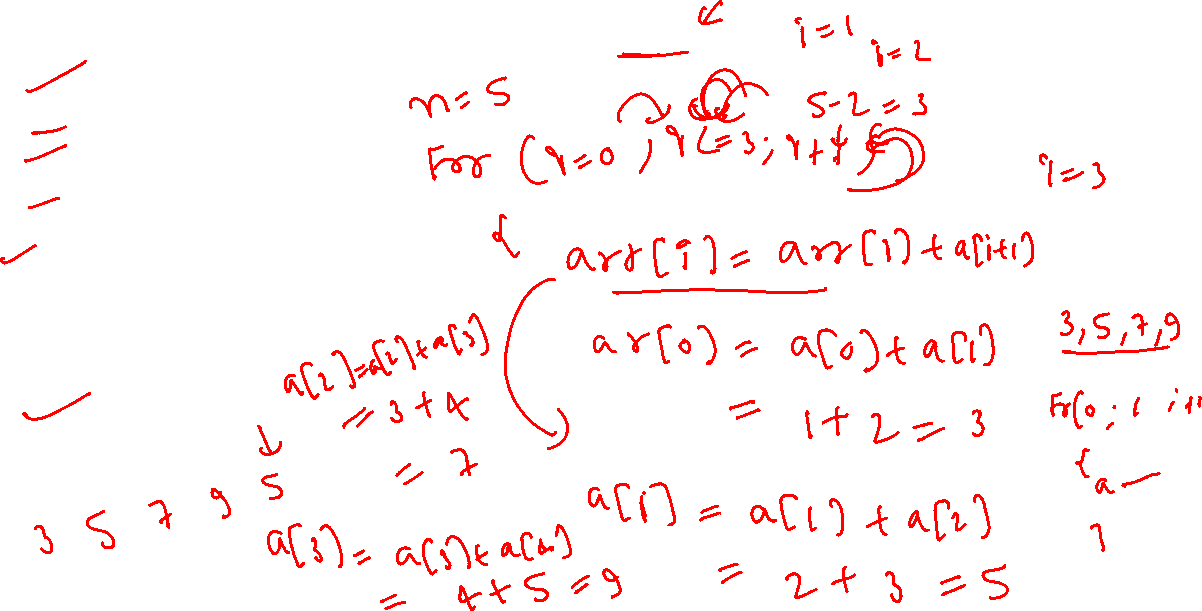 i=1
i=2
n=5
5-2=3
For (i=0; i<=3; i++)
i=3
{
arr[i] = arr[i] + a[i+1]
3,5,7,9
ar[0] = a[0] + a[1]
a[2]=a[2]+a[3]
= 3+4
= 1+2 = 3
= 7
{
a
}
3 5 7 9 5
a[1] = a[1] + a[2]
a[3] = a[3]+a[4]
= 4+5=9
= 2+3 = 5